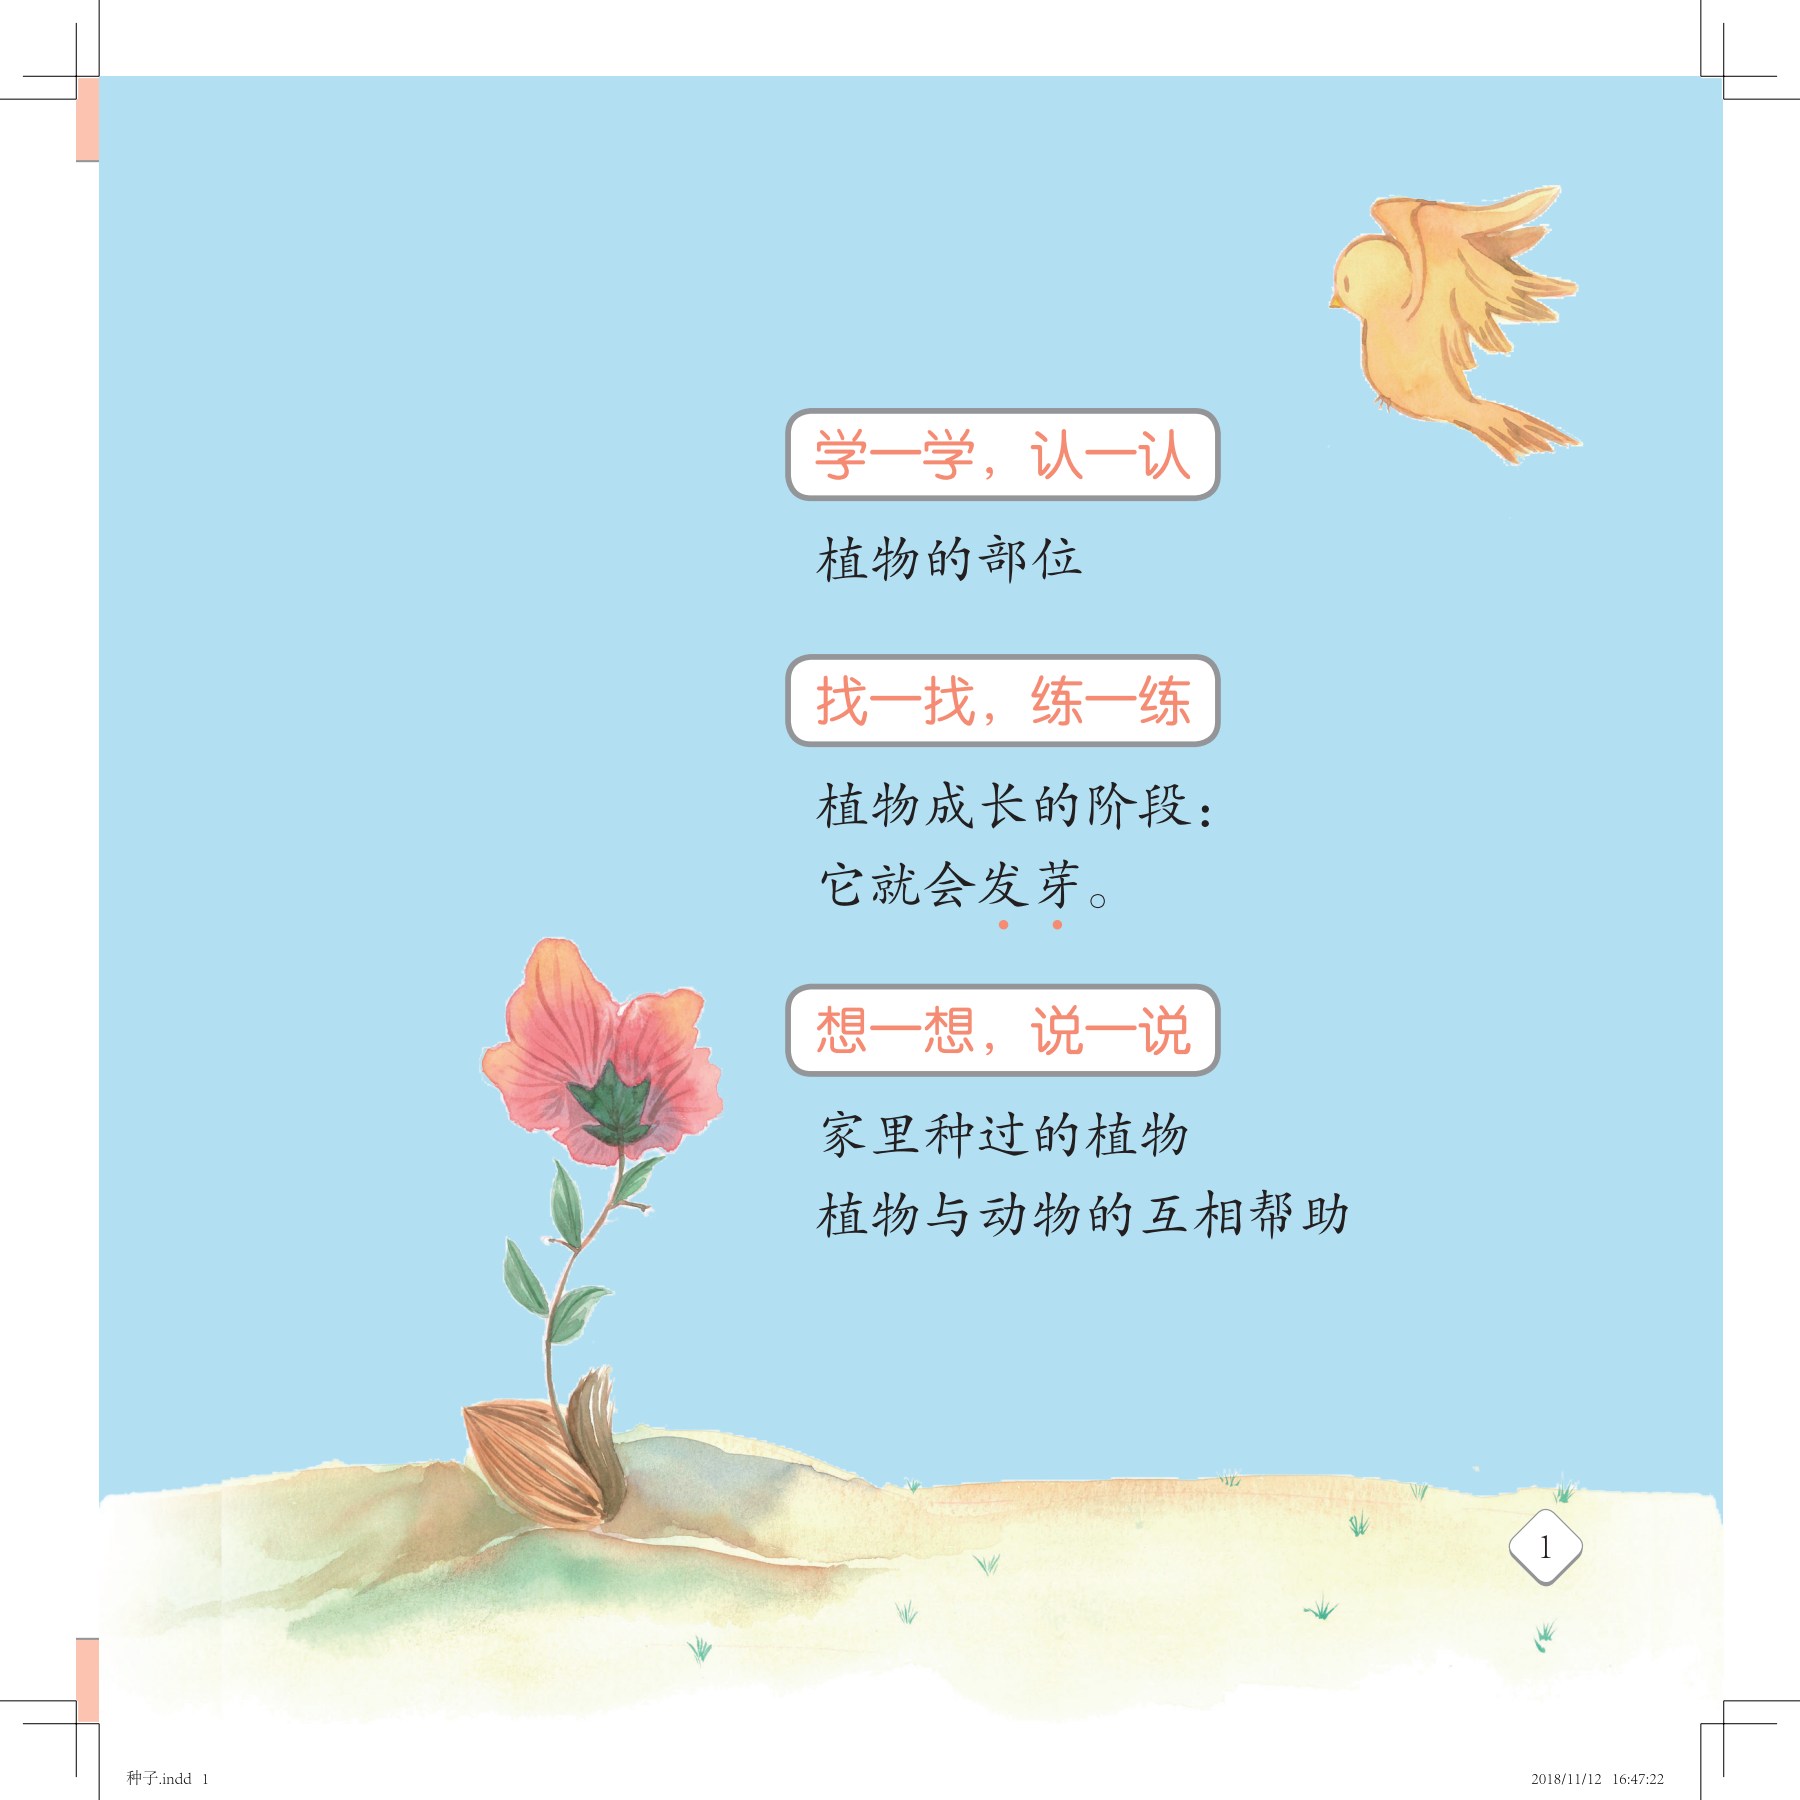 学一学，认一认
植物的部位
找一找，练一练
植物成长的阶段：
它就会发芽。
想一想，说一说
家里种过的植物
植物与动物的互相帮助
1
种子.indd 1
2018/11/12 16:47:22